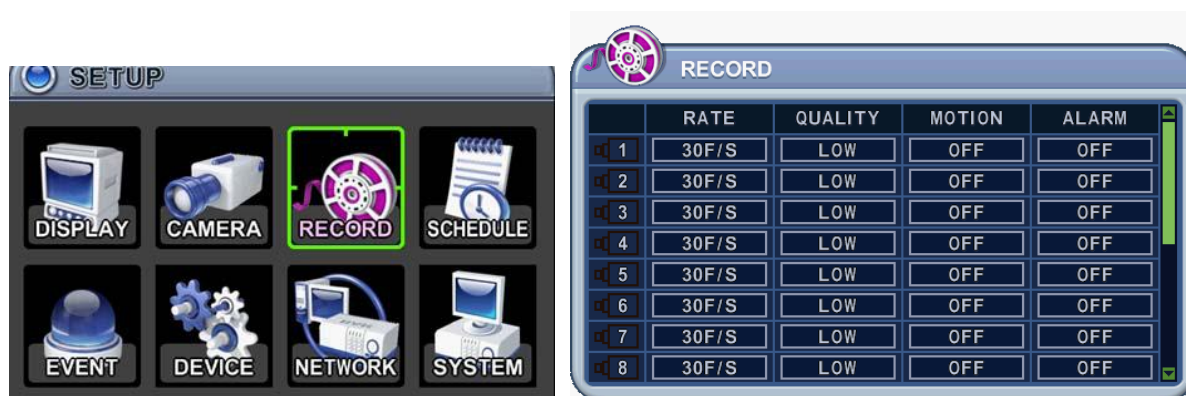 SETUP
DISPLAY CAMERA RECORD SCHEDULE
EVENT DEVICE NETWORK SYSTEM
RECORD
RATE QUALITY MOTION ALARM
1 30F/S LOW OFF OFF
2 30F/S LOW OFF OFF
3 30F/S LOW OFF OFF
4 30F/S LOW OFF OFF
5 30F/S LOW OFF OFF
6 30F/S LOW OFF OFF
7 30F/S LOW OFF OFF
8 30F/S LOW OFF OFF